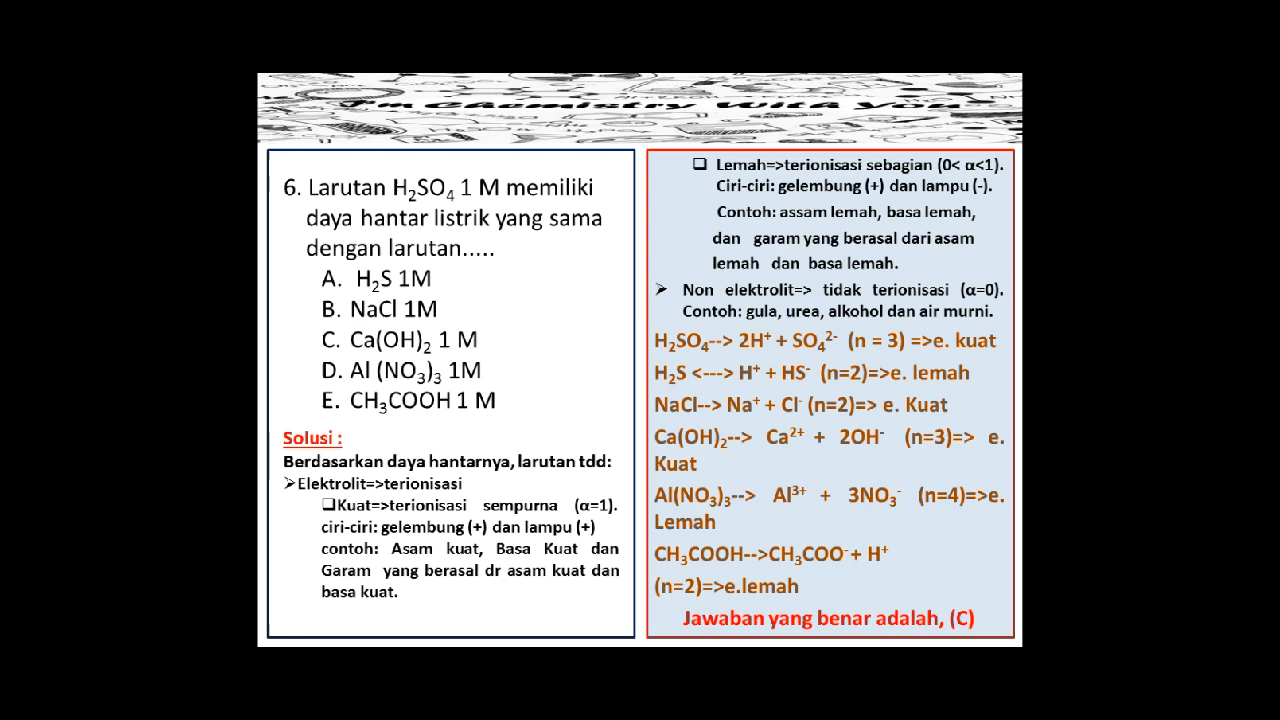 I'm Chemistry With You
6. Larutan H₂SO₄ 1 M memiliki
daya hantar listrik yang sama
dengan larutan.....
A. H₂S 1M
B. NaCl 1M
C. Ca(OH)₂ 1 M
D. Al (NO₃)₃ 1M
E. CH₃COOH 1 M
Solusi :
Berdasarkan daya hantarnya, larutan tdd:
➢Elektrolit=>terionisasi
❑Kuat=>terionisasi sempurna (α=1).
ciri-ciri: gelembung (+) dan lampu (+)
contoh: Asam kuat, Basa Kuat dan
Garam yang berasal dr asam kuat dan
basa kuat.
❑ Lemah=>terionisasi sebagian (0< α<1).
Ciri-ciri: gelembung (+) dan lampu (-).
Contoh: assam lemah, basa lemah,
dan garam yang berasal dari asam
lemah dan basa lemah.
➢ Non elektrolit=> tidak terionisasi (α=0).
Contoh: gula, urea, alkohol dan air murni.
H₂SO₄--> 2H⁺ + SO₄²⁻ (n = 3) =>e. kuat
H₂S <---> H⁺ + HS⁻ (n=2)=>e. lemah
NaCl--> Na⁺ + Cl⁻ (n=2)=> e. Kuat
Ca(OH)₂--> Ca²⁺ + 2OH⁻ (n=3)=> e.
Kuat
Al(NO₃)₃--> Al³⁺ + 3NO₃⁻ (n=4)=>e.
Lemah
CH₃COOH-->CH₃COO⁻+ H⁺
(n=2)=>e.lemah
Jawaban yang benar adalah, (C)